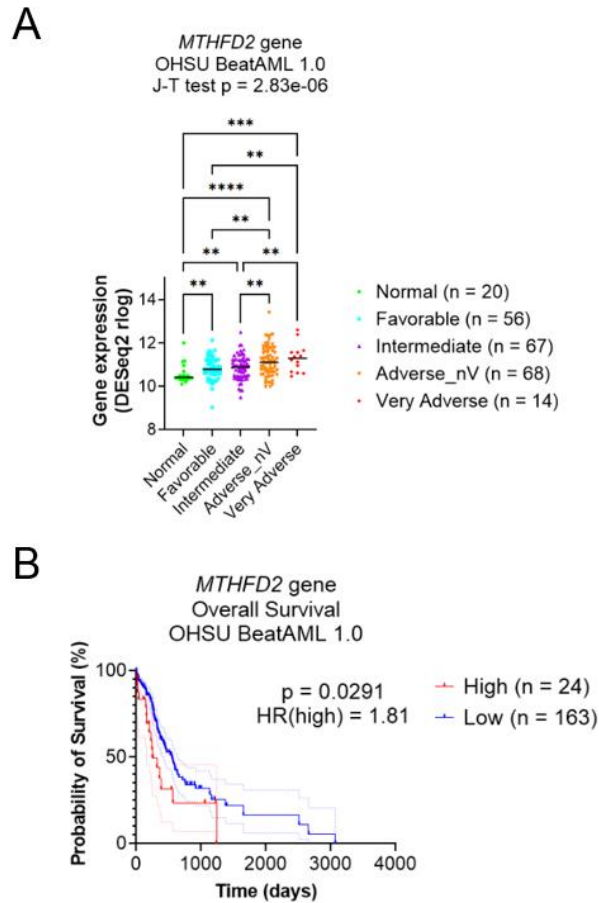 A
MTHFD2 gene
OHSU BeatAML 1.0
J-T test p = 2.83e-06
***
**
****
**
**
**
**
**
Gene expression
(DESeq2 rlog)
14
12
10
8
Normal
Favorable
Intermediate
Adverse_nV
Very Adverse
Normal (n = 20)
Favorable (n = 56)
Intermediate (n = 67)
Adverse_nV (n = 68)
Very Adverse (n = 14)
B
MTHFD2 gene
Overall Survival
OHSU BeatAML 1.0
Probability of Survival (%)
100
50
0
p = 0.0291
HR(high) = 1.81
High (n = 24)
Low (n = 163)
0
1000
2000
3000
4000
Time (days)